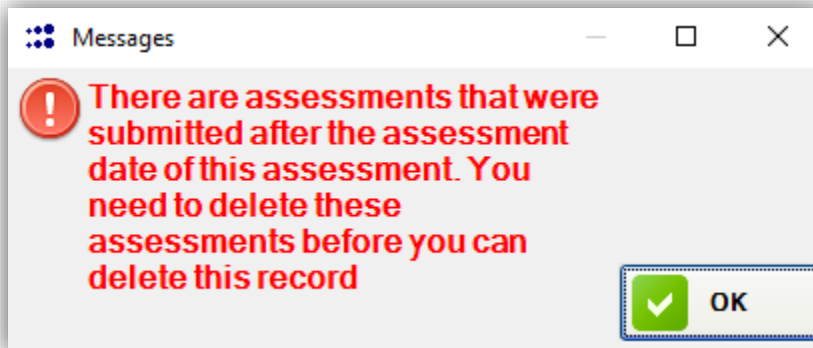 Messages
There are assessments that were
submitted after the assessment
date of this assessment. You
need to delete these
assessments before you can
delete this record
OK